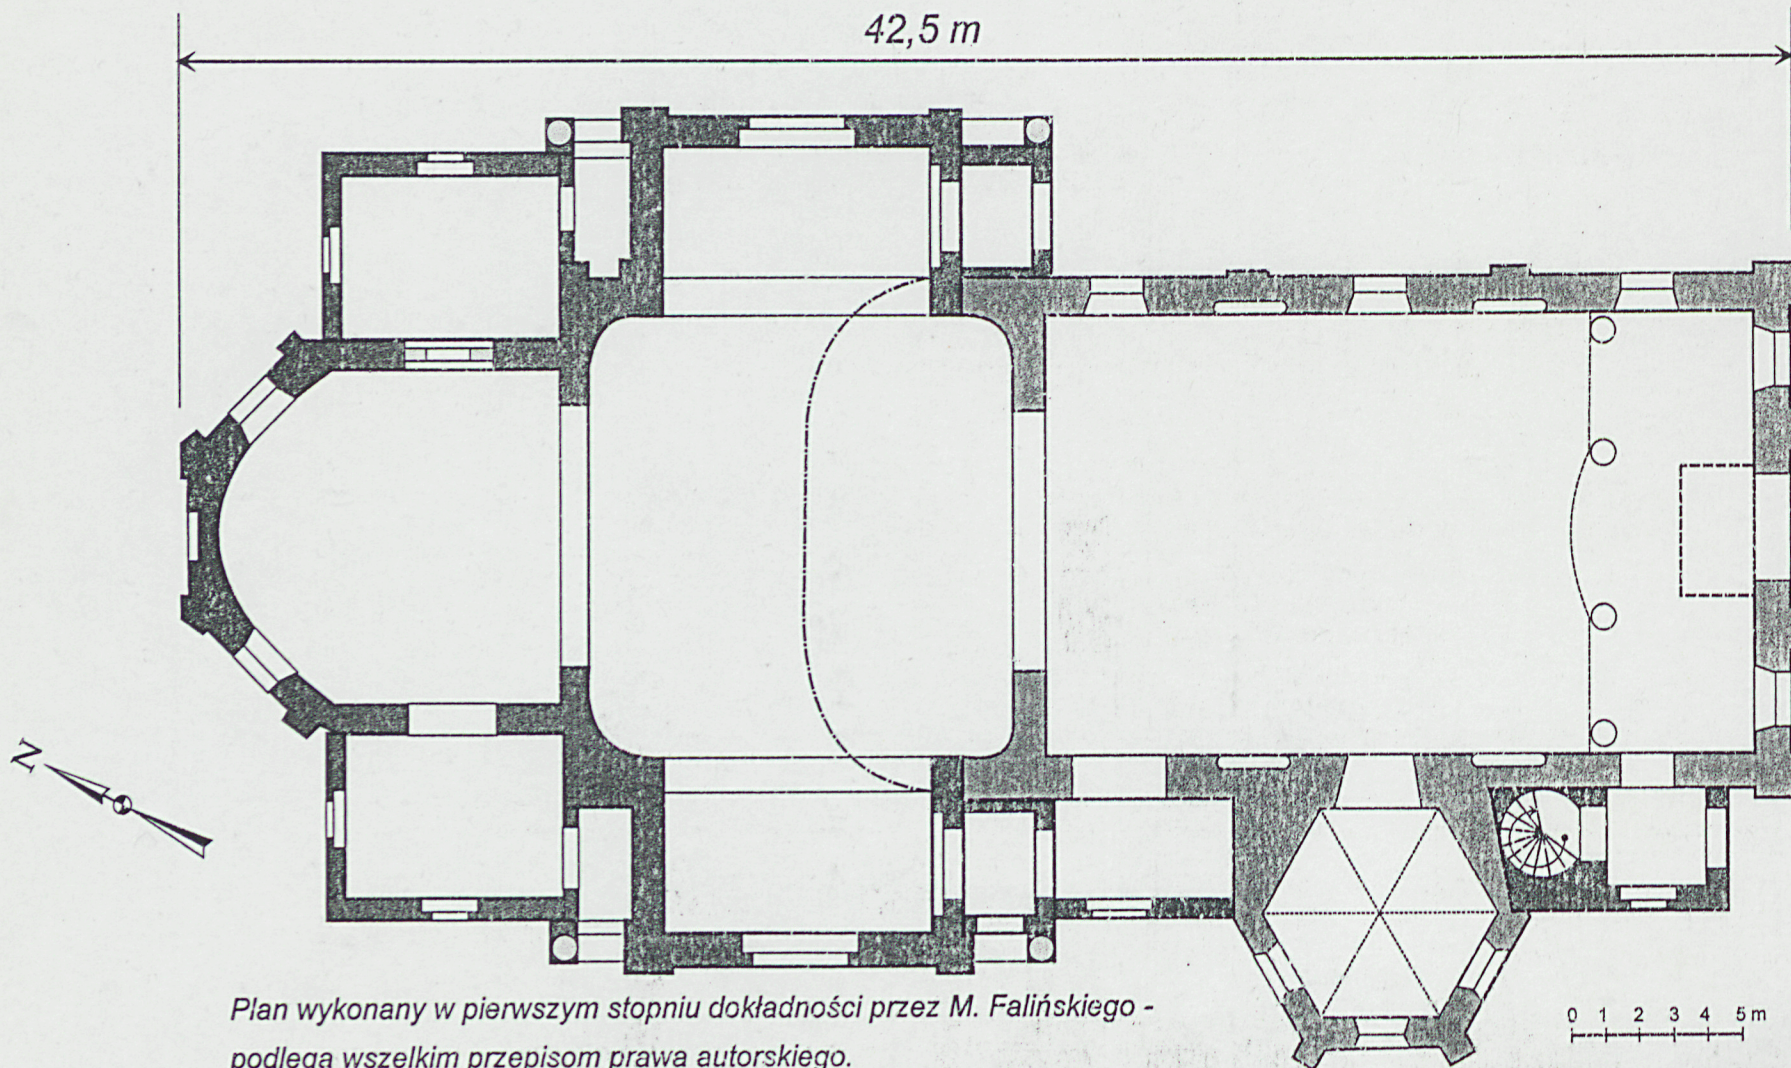 42,5 m
N
Plan wykonany w pierwszym stopniu dokładności przez M. Falińskiego -
podlega wszelkim przepisom prawa autorskiego.
0 1 2 3 4 5 m